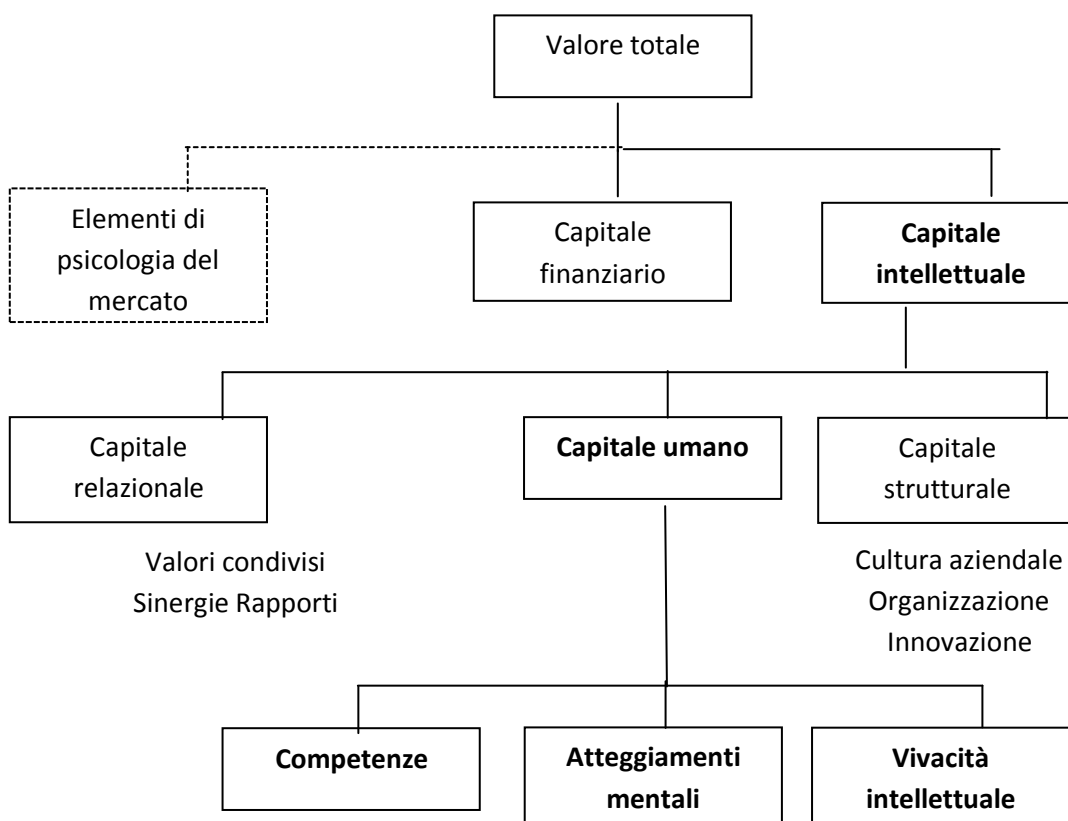 Valore totale
Elementi di
psicologia del
mercato
Capitale
finanziario
Capitale
intellettuale
Capitale
relazionale
Capitale umano
Capitale
strutturale
Valori condivisi
Sinergie Rapporti
Cultura aziendale
Organizzazione
Innovazione
Competenze
Atteggiamenti
mentali
Vivacità
intellettuale